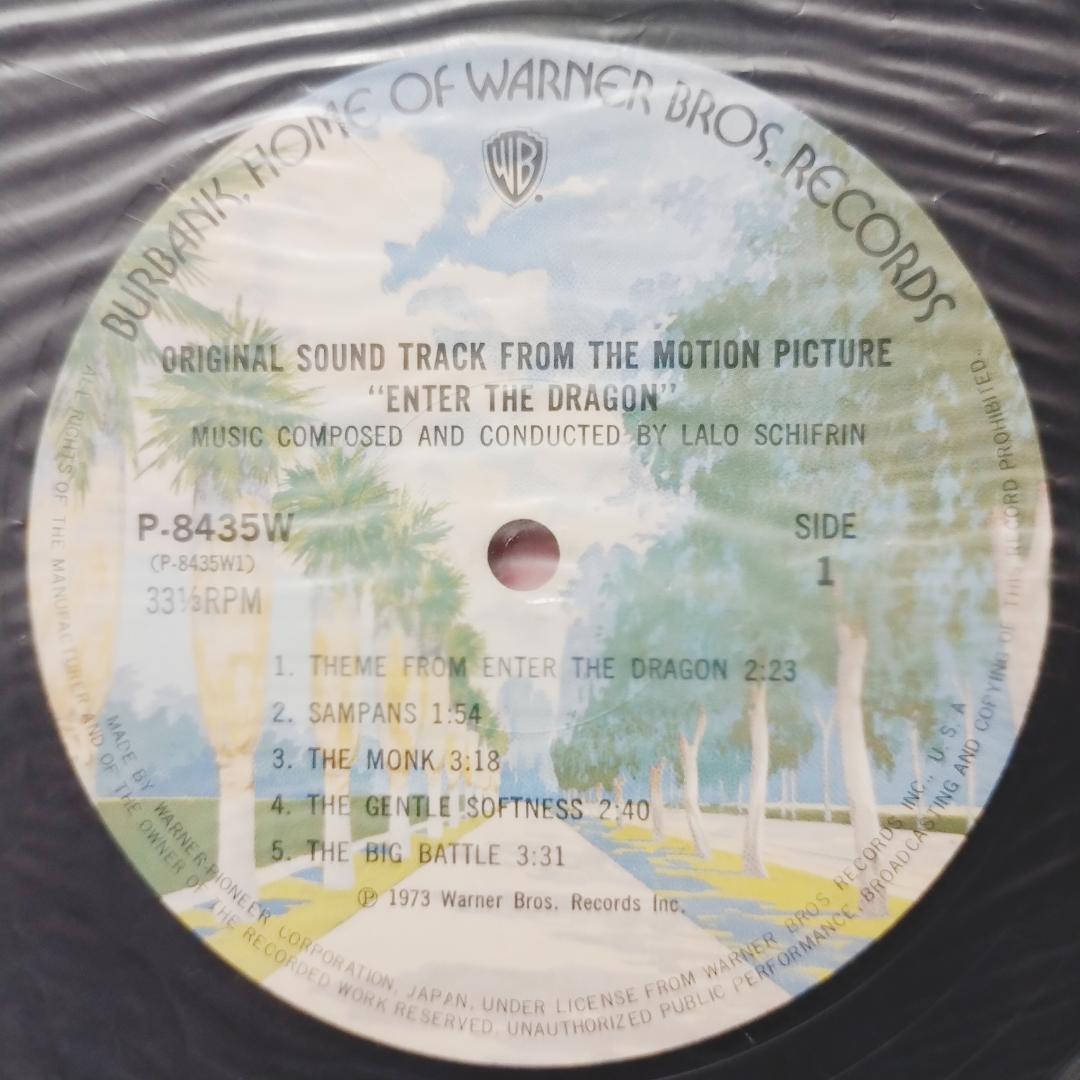 BURBANK, HOME OF WARNER BROS. RECORDS
WB
ORIGINAL SOUND TRACK FROM THE MOTION PICTURE
"ENTER THE DRAGON"
MUSIC COMPOSED AND CONDUCTED BY LALO SCHIFRIN
P-8435W
(P-8435W1)
33⅓RPM
SIDE
1
1. THEME FROM ENTER THE DRAGON 2:23
2. SAMPANS 1:54
3. THE MONK 3:18
4. THE GENTLE SOFTNESS 2:40
5. THE BIG BATTLE 3:31
Ⓟ 1973 Warner Bros. Records Inc.
MADE BY WARNER-PIONEER CORPORATION, JAPAN, UNDER LICENSE FROM WARNER BROS RECORDS INC., U. S. A
ALL RIGHTS OF THE MANUFACTURER AND OF THE OWNER OF THE RECORDED WORK RESERVED. UNAUTHORIZED PUBLIC PERFORMANCE, BROADCASTING AND COPYING OF THIS RECORD PROHIBITED.